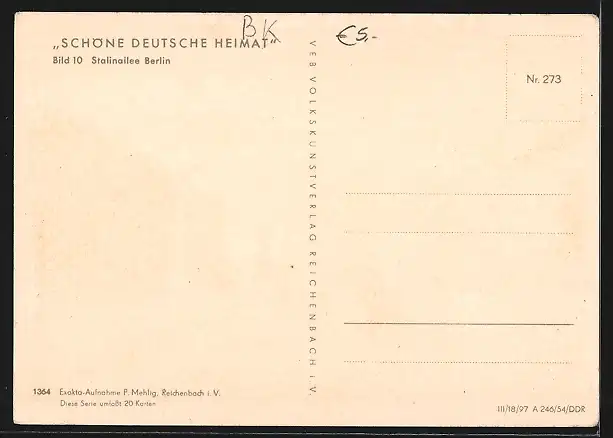 BK
€5,-
„SCHÖNE DEUTSCHE HEIMAT"
Bild 10 Stalinallee Berlin
VEB VOLKSKUNSTVERLAG REICHENBACH i. V.
Nr. 273
1364 Exakta-Aufnahme P. Mehlig, Reichenbach i. V.
Diese Serie umfaßt 20 Karten
III/18/97 A 246/54/DDR